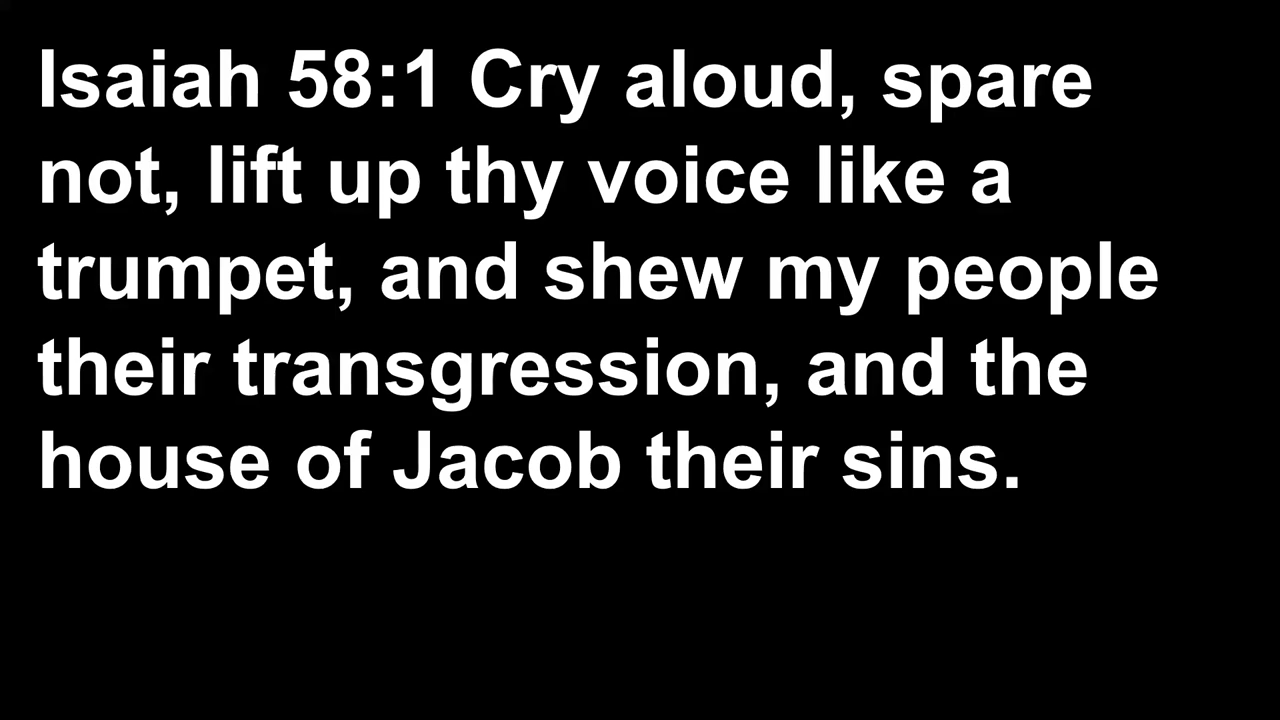 Isaiah 58:1 Cry aloud, spare
not, lift up thy voice like a
trumpet, and shew my people
their transgression, and the
house of Jacob their sins.